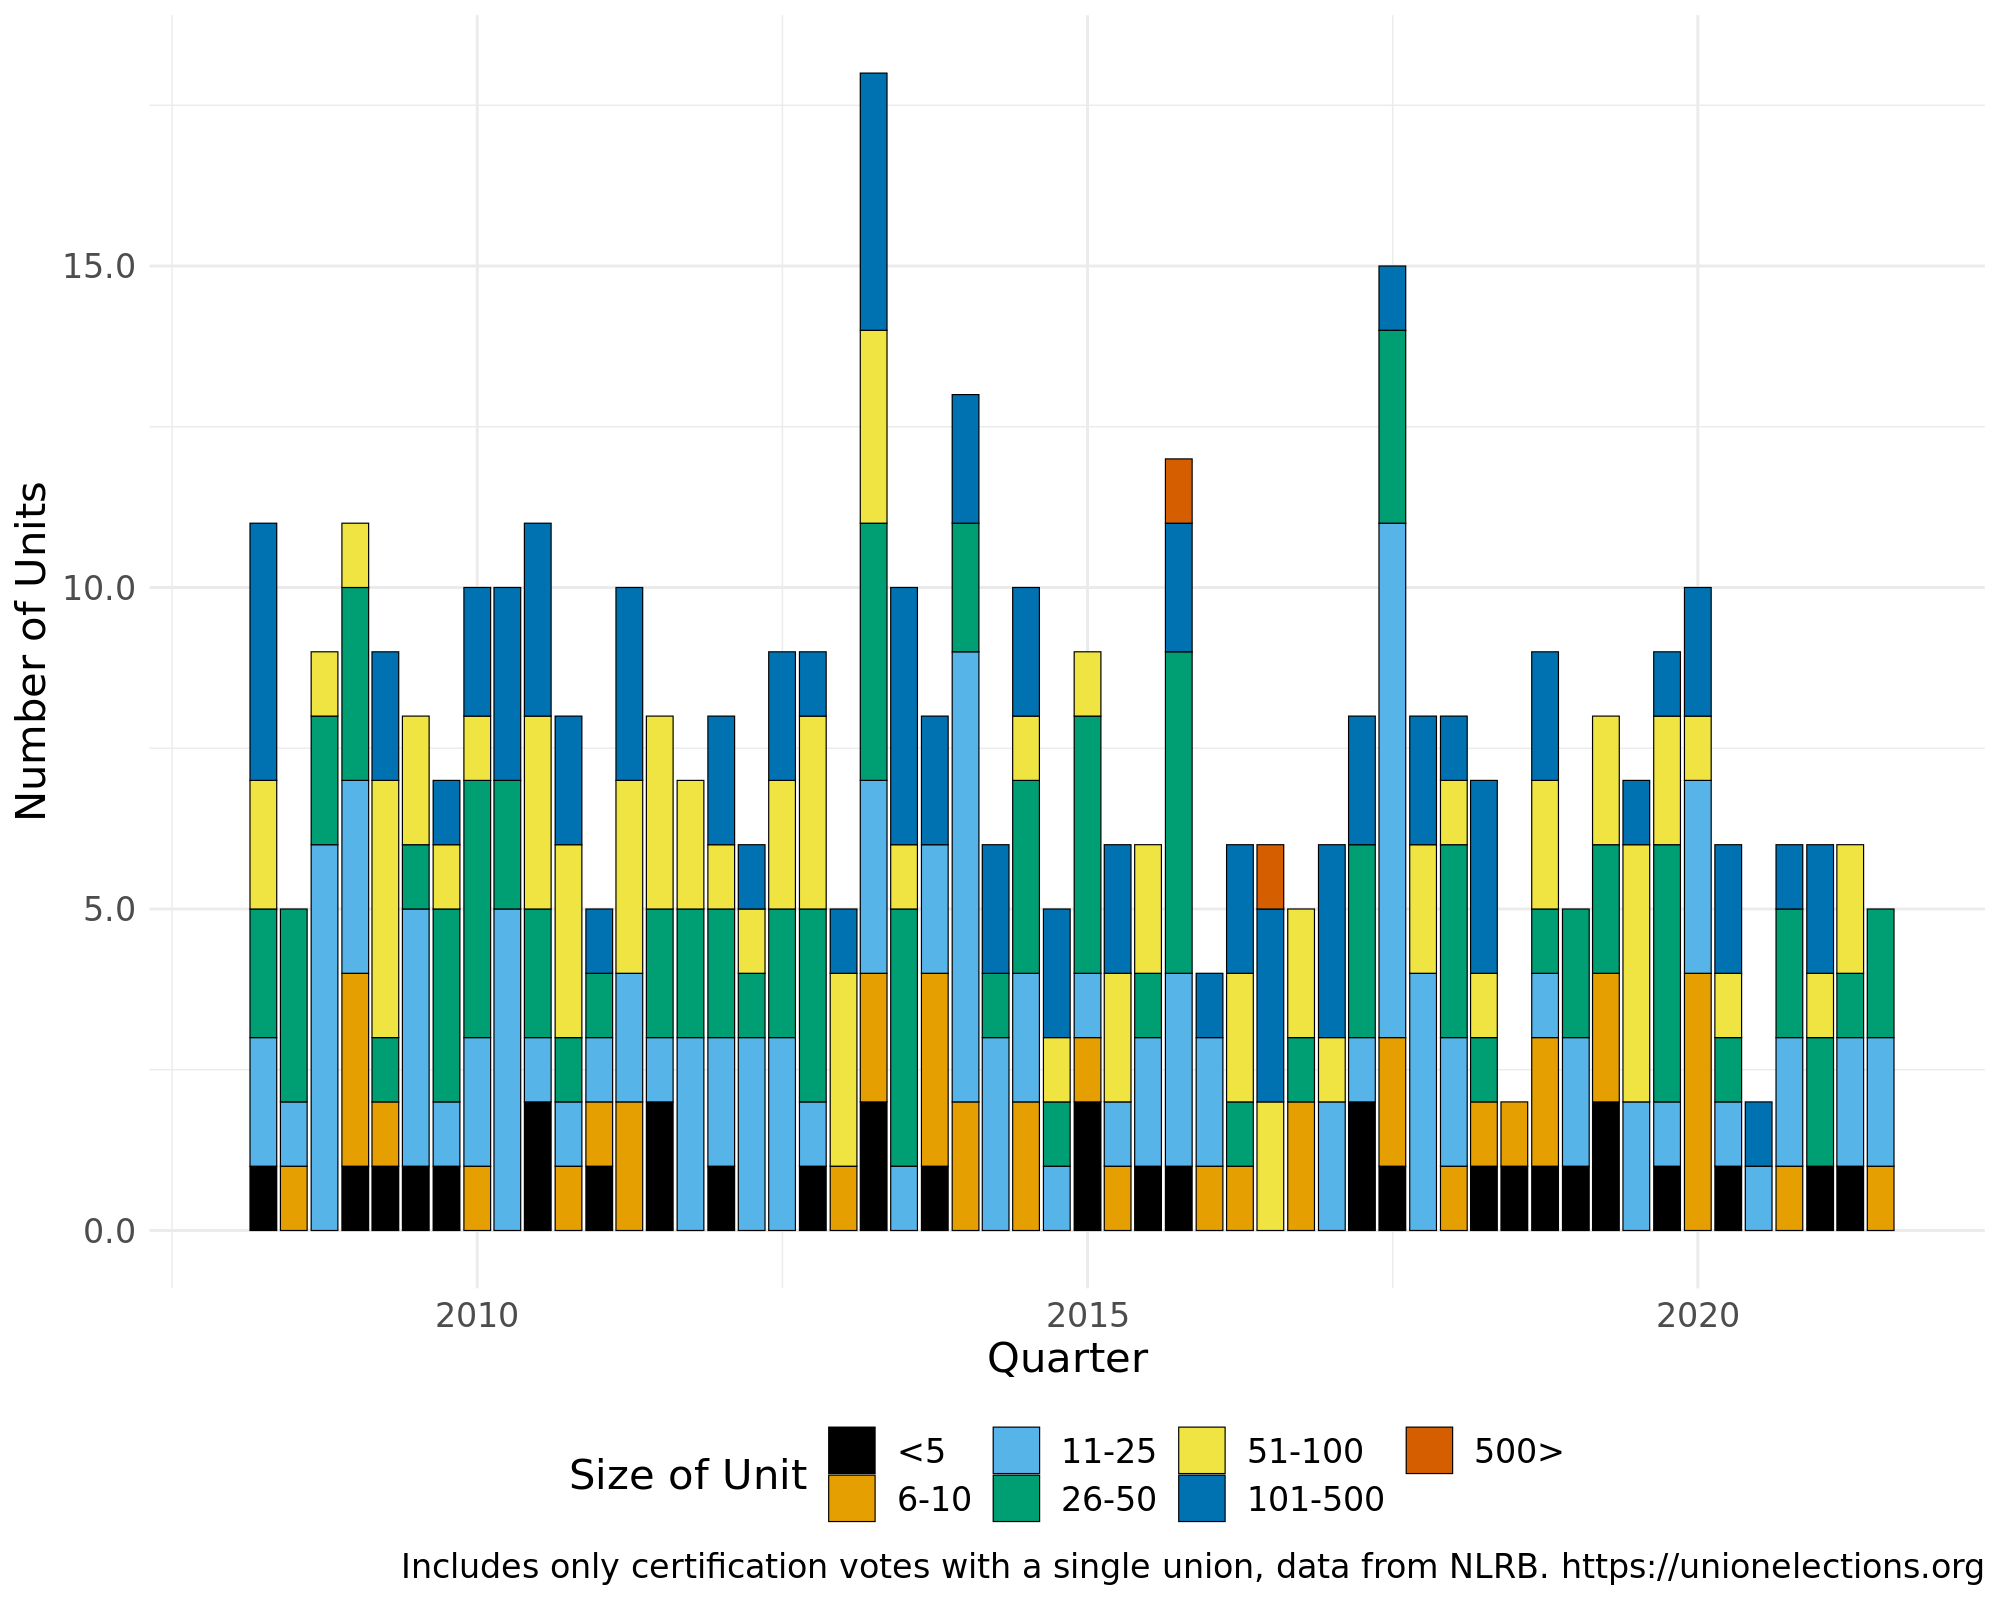 15.0
10.0
5.0
0.0
Number of Units
2010 2015 2020
Quarter
Size of Unit
<5 11-25 51-100 500>
6-10 26-50 101-500
Includes only certification votes with a single union, data from NLRB. https://unionelections.org